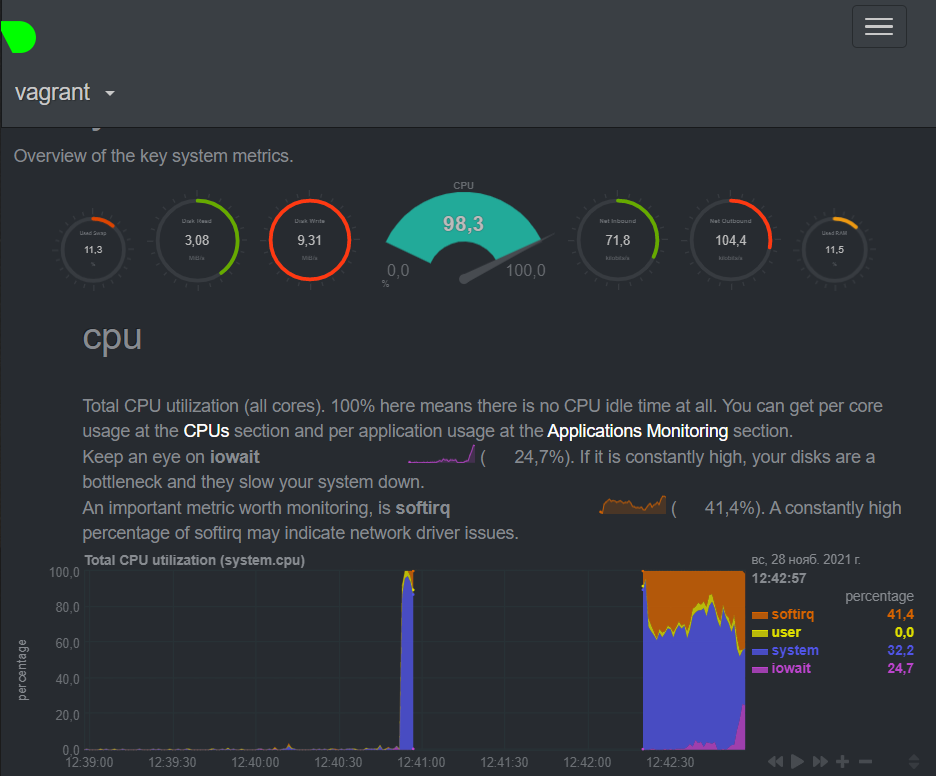 vagrant
Overview of the key system metrics.
CPU
Used Swap
11,3
%
Disk Read
3,08
MiB/s
Disk Write
9,31
MiB/s
98,3
0,0
100,0
%
Net Inbound
71,8
kilobits/s
Net Outbound
104,4
kilobits/s
Used RAM
11,5
%
cpu
Total CPU utilization (all cores). 100% here means there is no CPU idle time at all. You can get per core
usage at the CPUs section and per application usage at the Applications Monitoring section.
Keep an eye on iowait ( 24,7%). If it is constantly high, your disks are a
bottleneck and they slow your system down.
An important metric worth monitoring, is softirq ( 41,4%). A constantly high
percentage of softirq may indicate network driver issues.
Total CPU utilization (system.cpu)
вс, 28 нояб. 2021 г.
12:42:57
percentage
softirq 41,4
user 0,0
system 32,2
iowait 24,7
percentage
100,0
80,0
60,0
40,0
20,0
0,0
12:39:00 12:39:30 12:40:00 12:40:30 12:41:00 12:41:30 12:42:00 12:42:30